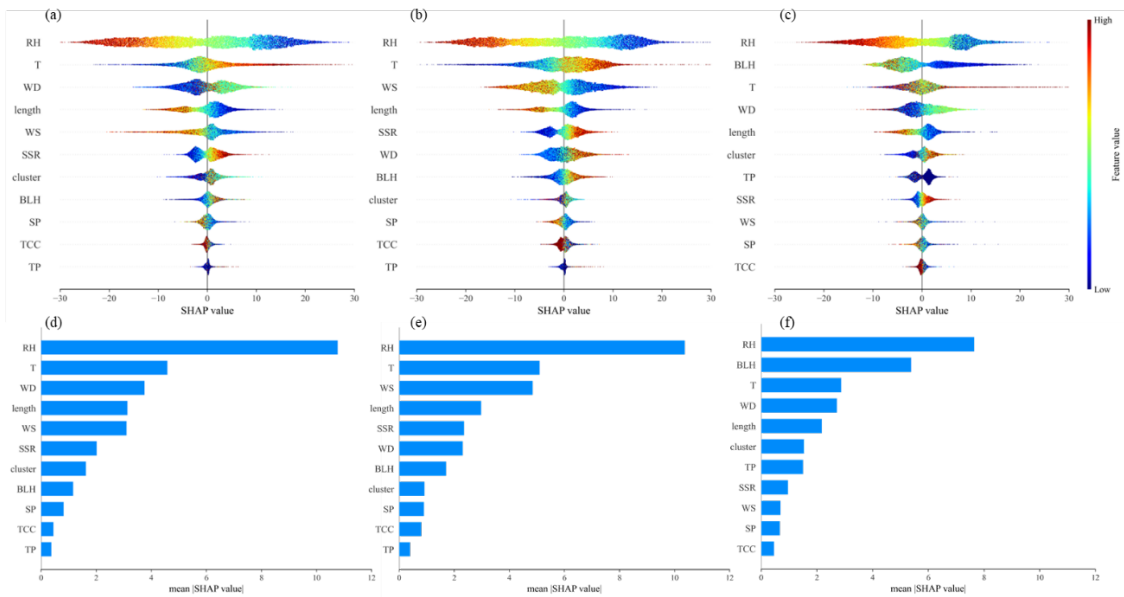 (a)
RH
T
WD
length
WS
SSR
cluster
BLH
SP
TCC
TP
−30 −20 −10 0 10 20 30
SHAP value
(b)
RH
T
WS
length
SSR
WD
BLH
cluster
SP
TCC
TP
−30 −20 −10 0 10 20 30
SHAP value
(c)
RH
BLH
T
WD
length
cluster
TP
SSR
WS
SP
TCC
−30 −20 −10 0 10 20 30
SHAP value
High
Feature value
Low
(d)
RH
T
WD
length
WS
SSR
cluster
BLH
SP
TCC
TP
0 2 4 6 8 10 12
mean |SHAP value|
(e)
RH
T
WS
length
SSR
WD
BLH
cluster
SP
TCC
TP
0 2 4 6 8 10 12
mean |SHAP value|
(f)
RH
BLH
T
WD
length
cluster
TP
SSR
WS
SP
TCC
0 2 4 6 8 10 12
mean |SHAP value|